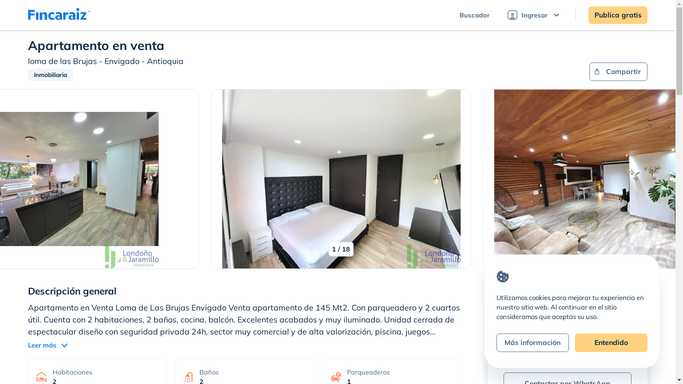 Fincaraiz
Buscador
Ingresar
Publica gratis
Apartamento en venta
loma de las Brujas - Envigado - Antioquia
Inmobiliaria
Compartir
1 / 18
Londoño
Jaramillo
Londoño
Jaramillo
Descripción general
Apartamento en Venta Loma de Las Brujas Envigado Venta apartamento de 145 Mt2. Con parqueadero y 2 cuartos
útil. Cuenta con 2 habitaciones, 2 baños, cocina, balcón. Excelentes acabados y muy iluminado. Unidad cerrada de
espectacular diseño con seguridad privada 24h, sector muy comercial y de alta valorización, piscina, juegos...
Leer más
Habitaciones
2
Baños
2
Parqueaderos
1
Utilizamos cookies para mejorar tu experiencia en
nuestro sitio web. Al continuar en el sitio
consideramos que aceptas su uso.
Más información
Entendido
Contactar por WhatsApp